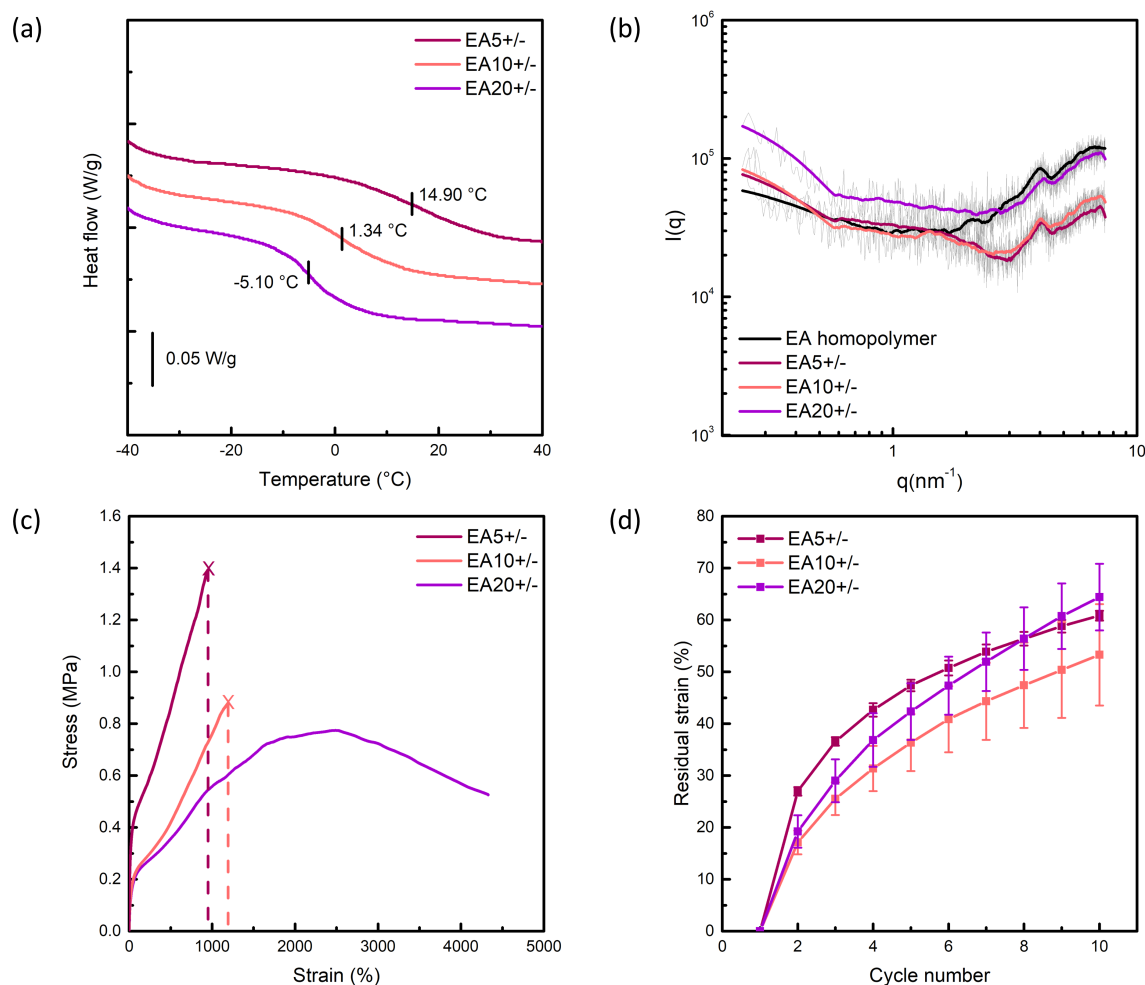 (a)
EA5+/-
EA10+/-
EA20+/-
14.90 °C
1.34 °C
-5.10 °C
0.05 W/g
Heat flow (W/g)
-40 -20 0 20 40
Temperature (°C)
(b)
10⁶
10⁵
10⁴
10³
I(q)
EA homopolymer
EA5+/-
EA10+/-
EA20+/-
1 10
q(nm⁻¹)
(c)
1.6
1.4
1.2
1.0
0.8
0.6
0.4
0.2
0.0
Stress (MPa)
EA5+/-
EA10+/-
EA20+/-
0 1000 2000 3000 4000 5000
Strain (%)
(d)
80
70
60
50
40
30
20
10
0
Residual strain (%)
EA5+/-
EA10+/-
EA20+/-
0 2 4 6 8 10
Cycle number